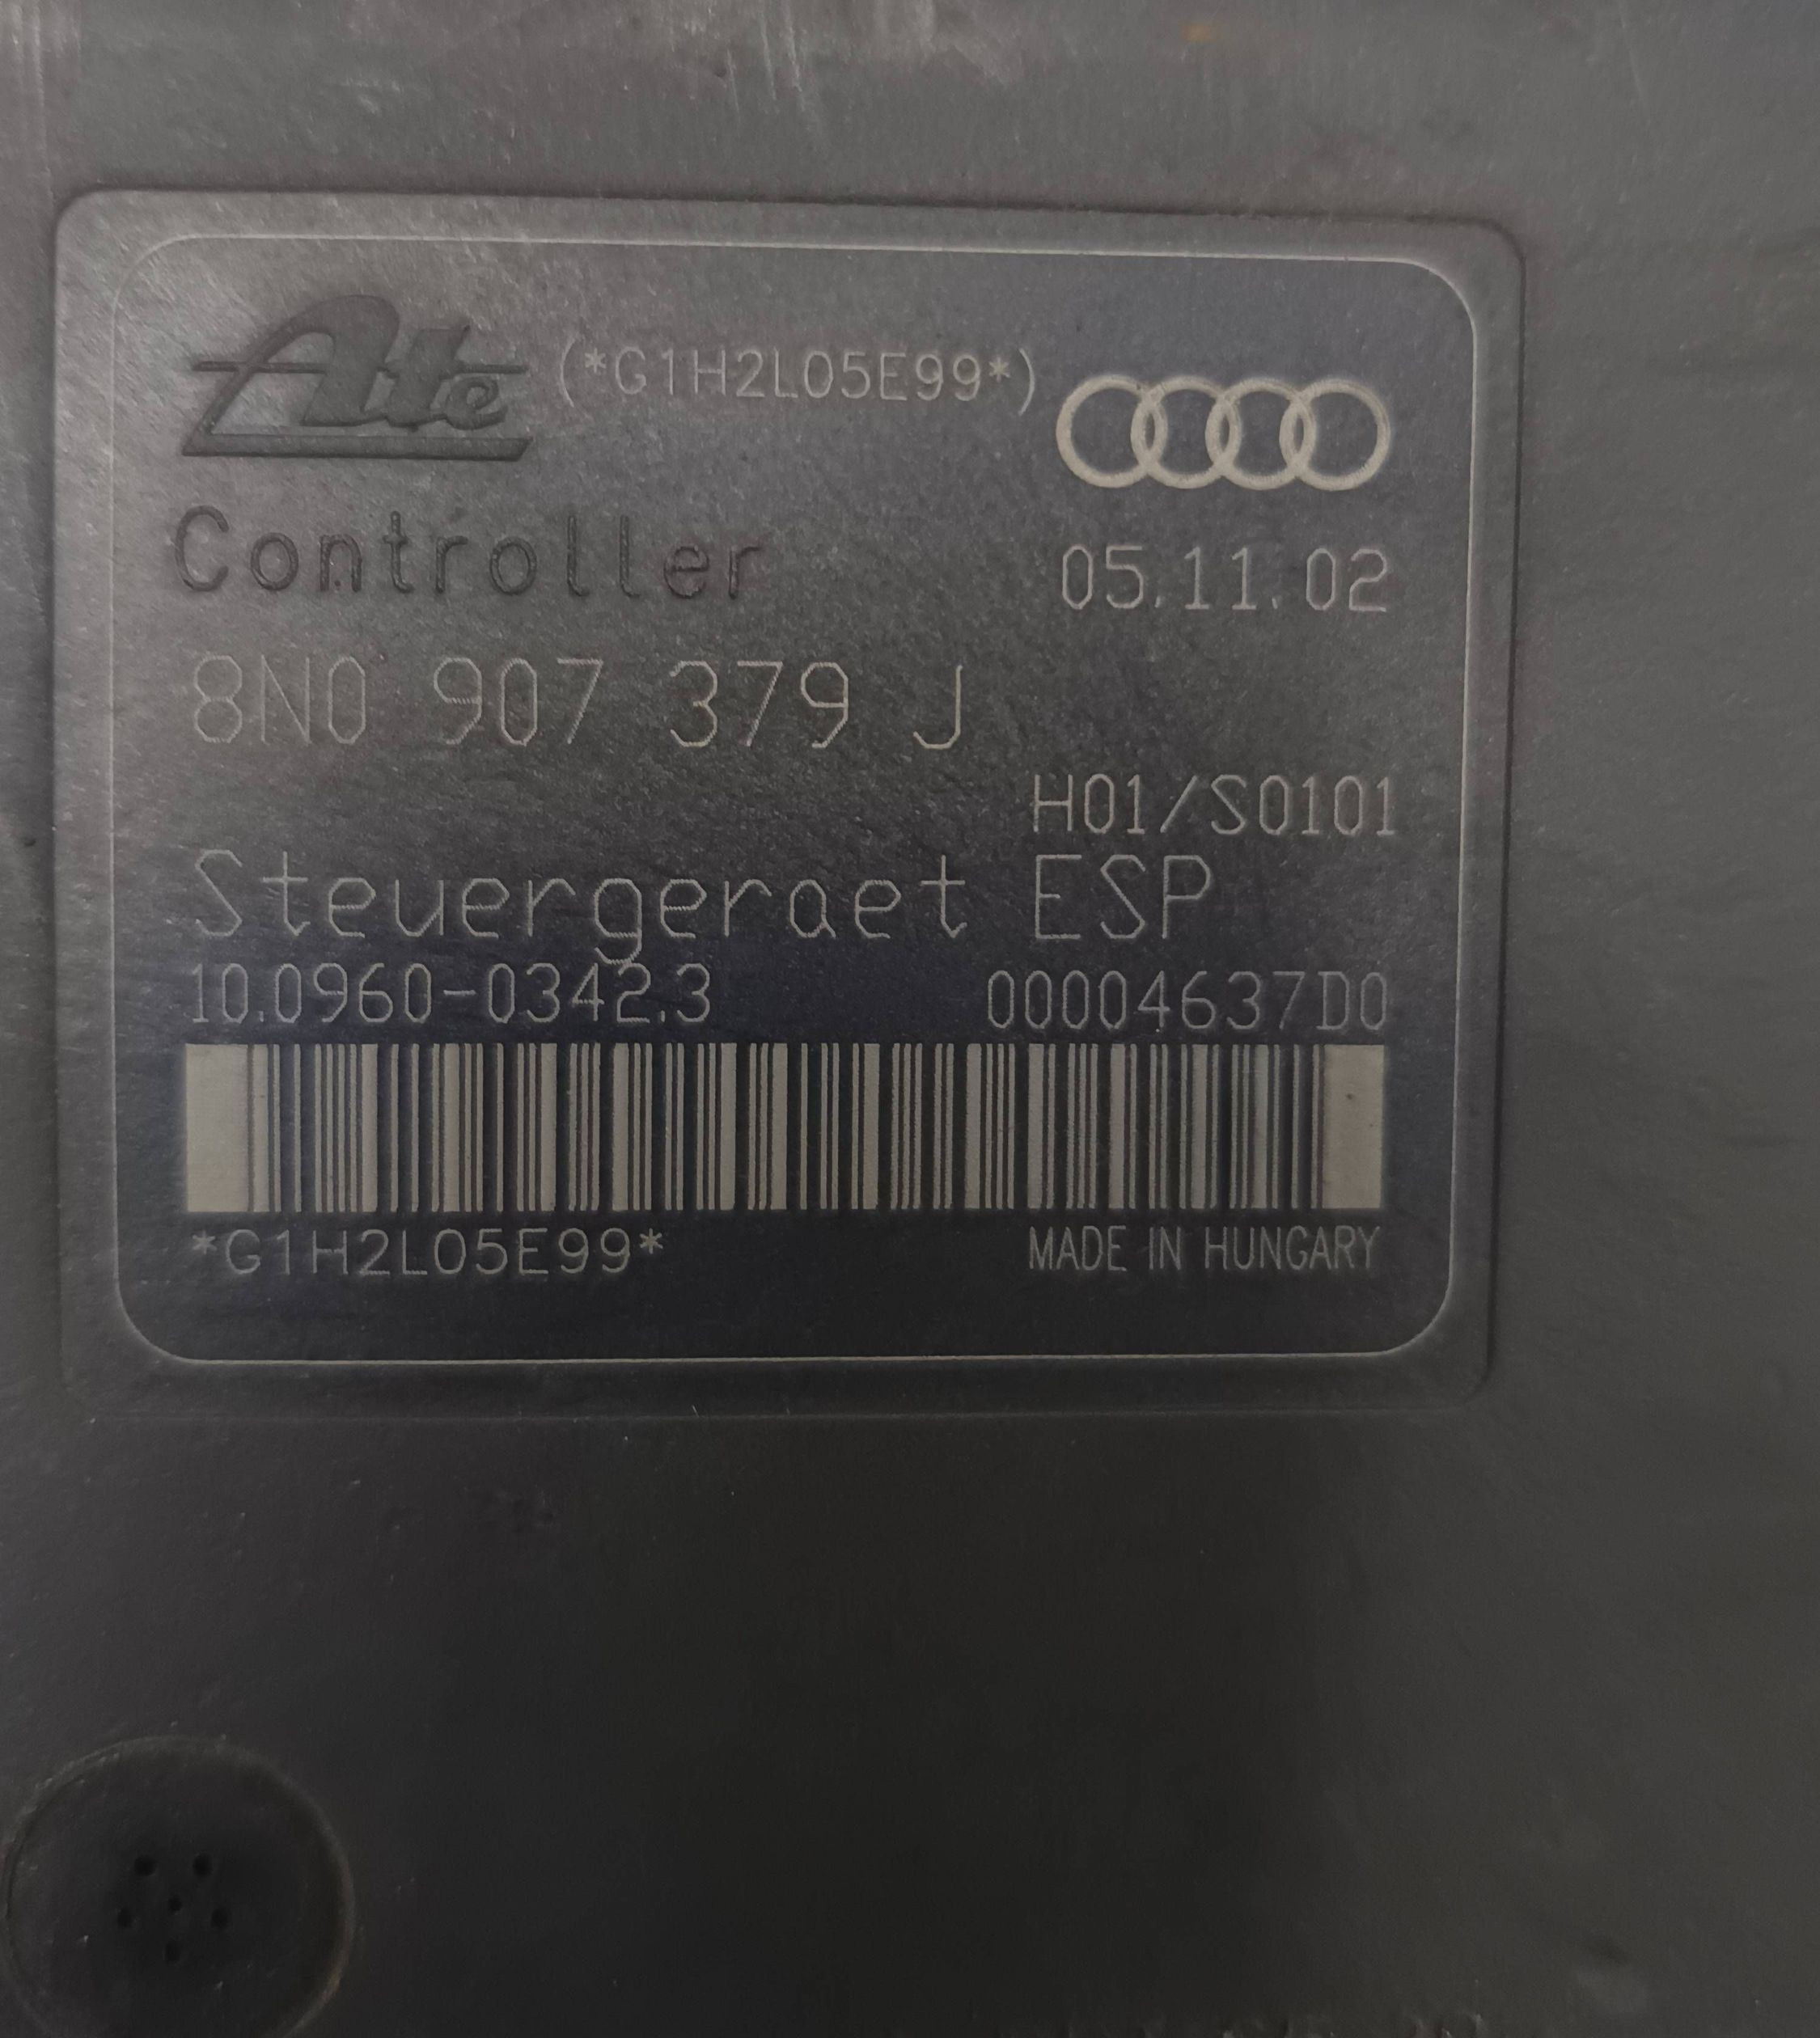 Ate (*G1H2L05E99*)
Controller 05.11.02
8N0 907 379 J
H01/S0101
Steuergeraet ESP
10.0960-0342.3 00004637D0
*G1H2L05E99* MADE IN HUNGARY